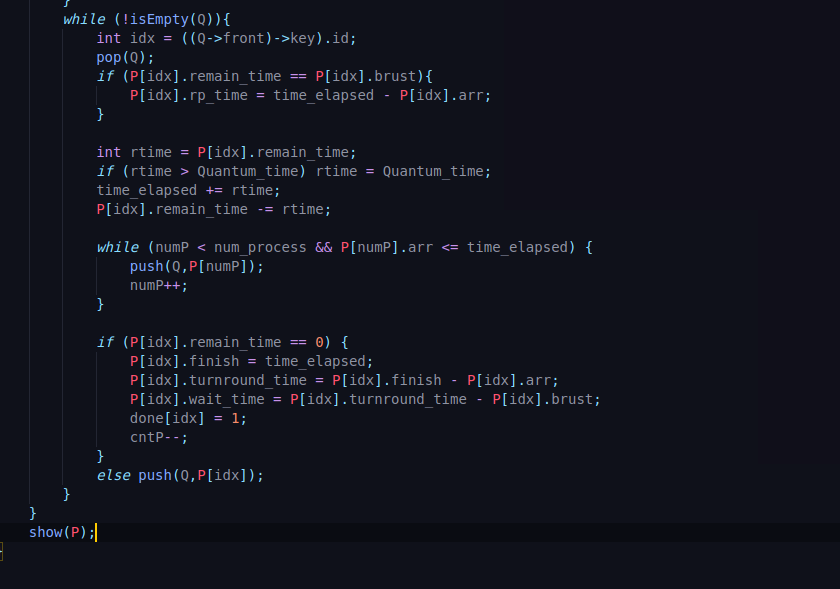 }
while (!isEmpty(Q)){
int idx = ((Q->front)->key).id;
pop(Q);
if (P[idx].remain_time == P[idx].brust){
P[idx].rp_time = time_elapsed - P[idx].arr;
}
int rtime = P[idx].remain_time;
if (rtime > Quantum_time) rtime = Quantum_time;
time_elapsed += rtime;
P[idx].remain_time -= rtime;
while (numP < num_process && P[numP].arr <= time_elapsed) {
push(Q,P[numP]);
numP++;
}
if (P[idx].remain_time == 0) {
P[idx].finish = time_elapsed;
P[idx].turnround_time = P[idx].finish - P[idx].arr;
P[idx].wait_time = P[idx].turnround_time - P[idx].brust;
done[idx] = 1;
cntP--;
}
else push(Q,P[idx]);
}
}
show(P);
}